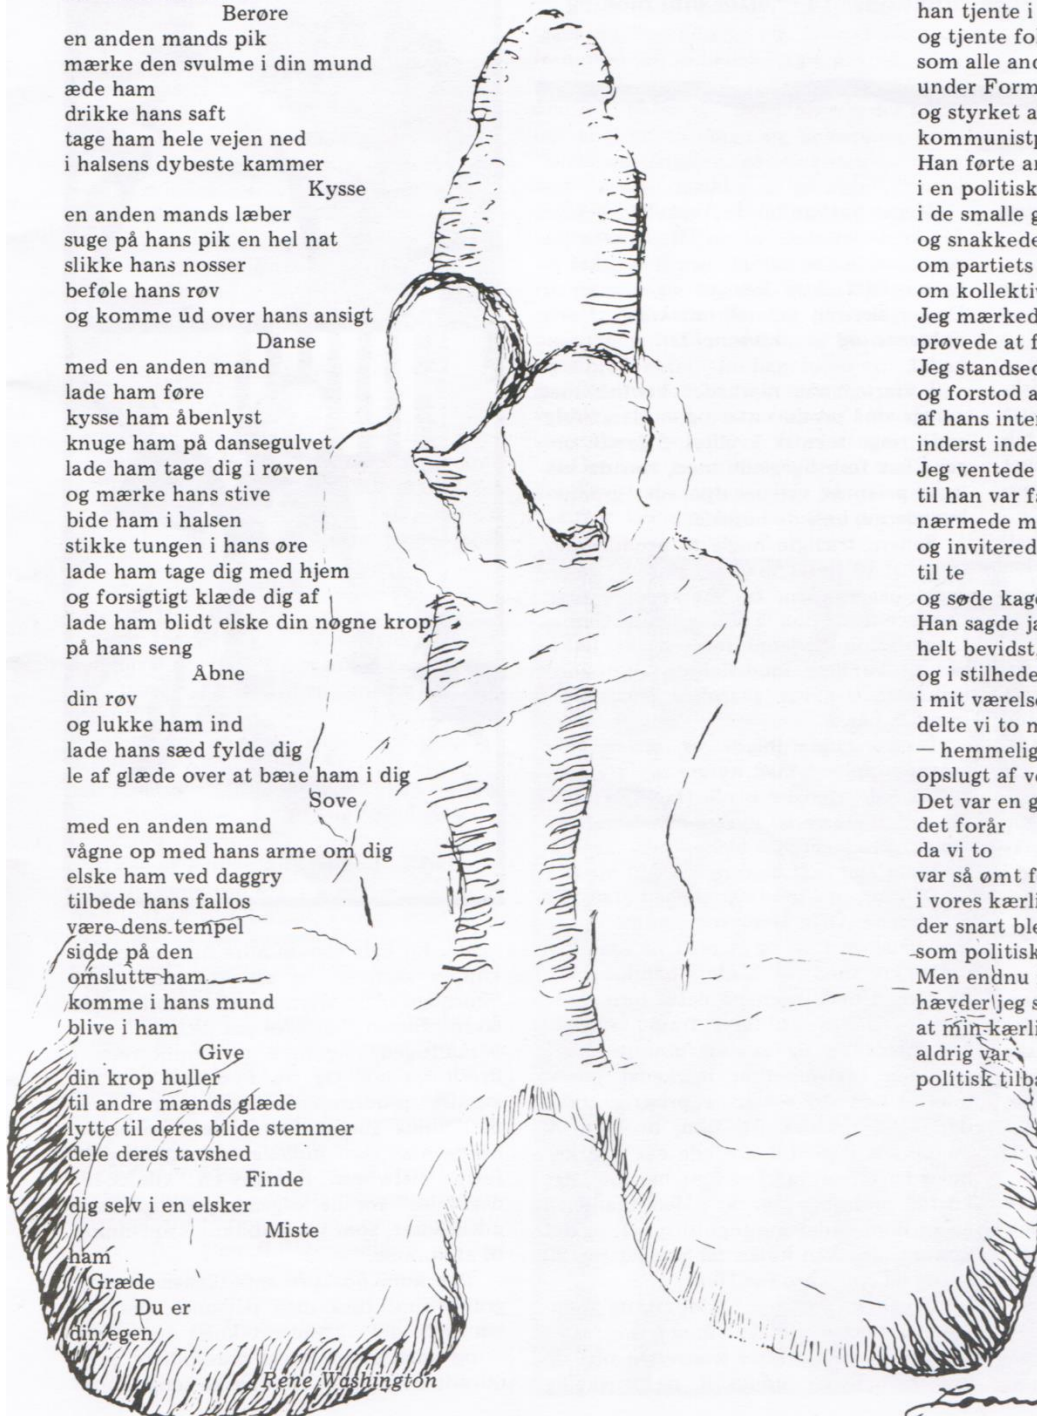 Berøre
en anden mands pik
mærke den svulme i din mund
æde ham
drikke hans saft
tage ham hele vejen ned
i halsens dybeste kammer
Kysse
en anden mands læber
suge på hans pik en hel nat
slikke hans nosser
beføle hans røv
og komme ud over hans ansigt
Danse
med en anden mand
lade ham føre
kysse ham åbenlyst
knuge ham på dansegulvet
lade ham tage dig i røven
og mærke hans stive
bide ham i halsen
stikke tungen i hans øre
lade ham tage dig med hjem
og forsigtigt klæde dig af
lade ham blidt elske din nøgne krop
på hans seng
Åbne
din røv
og lukke ham ind
lade hans sæd fylde dig
le af glæde over at bære ham i dig
Sove
med en anden mand
vågne op med hans arme om dig
elske ham ved daggry
tilbede hans fallos
være dens tempel
sidde på den
omslutte ham
komme i hans mund
blive i ham
Give
din krop huller
til andre mænds glæde
lytte til deres blide stemmer
dele deres tavshed
Finde
dig selv i en elsker
Miste
ham
Græde
Du er
din egen
Rene Washington
han tjente i
og tjente fol
som alle and
under Form
og styrket a
kommunistp
Han førte an
i en politisk
i de smalle g
og snakkede
om partiets
om kollektiv
Jeg mærked
prøvede at f
Jeg standsed
og forstod a
af hans inter
inderst inde
Jeg ventede
til han var fa
nærmede m
og invitered
til te
og søde kage
Han sagde ja
helt bevidst,
og i stilhede
i mit værelse
delte vi to m
— hemmelig
opslugt af vo
Det var en g
det forår
da vi to
var så ømt f
i vores kærli
der snart ble
som politisk
Men endnu
hævder jeg s
at min kærli
aldrig var
politisk tilba